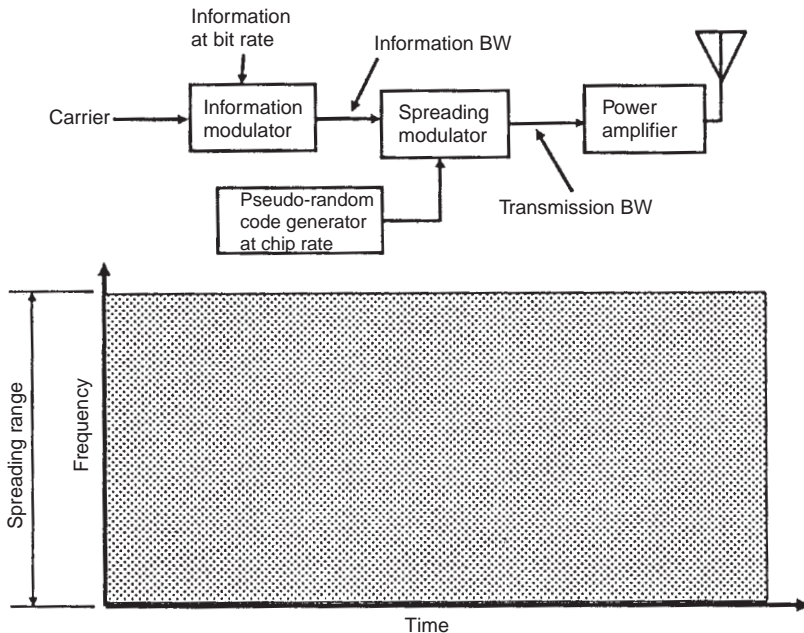 Information
at bit rate
Information BW
Carrier
Information
modulator
Spreading
modulator
Power
amplifier
Transmission BW
Pseudo-random
code generator
at chip rate
Spreading range
Frequency
Time